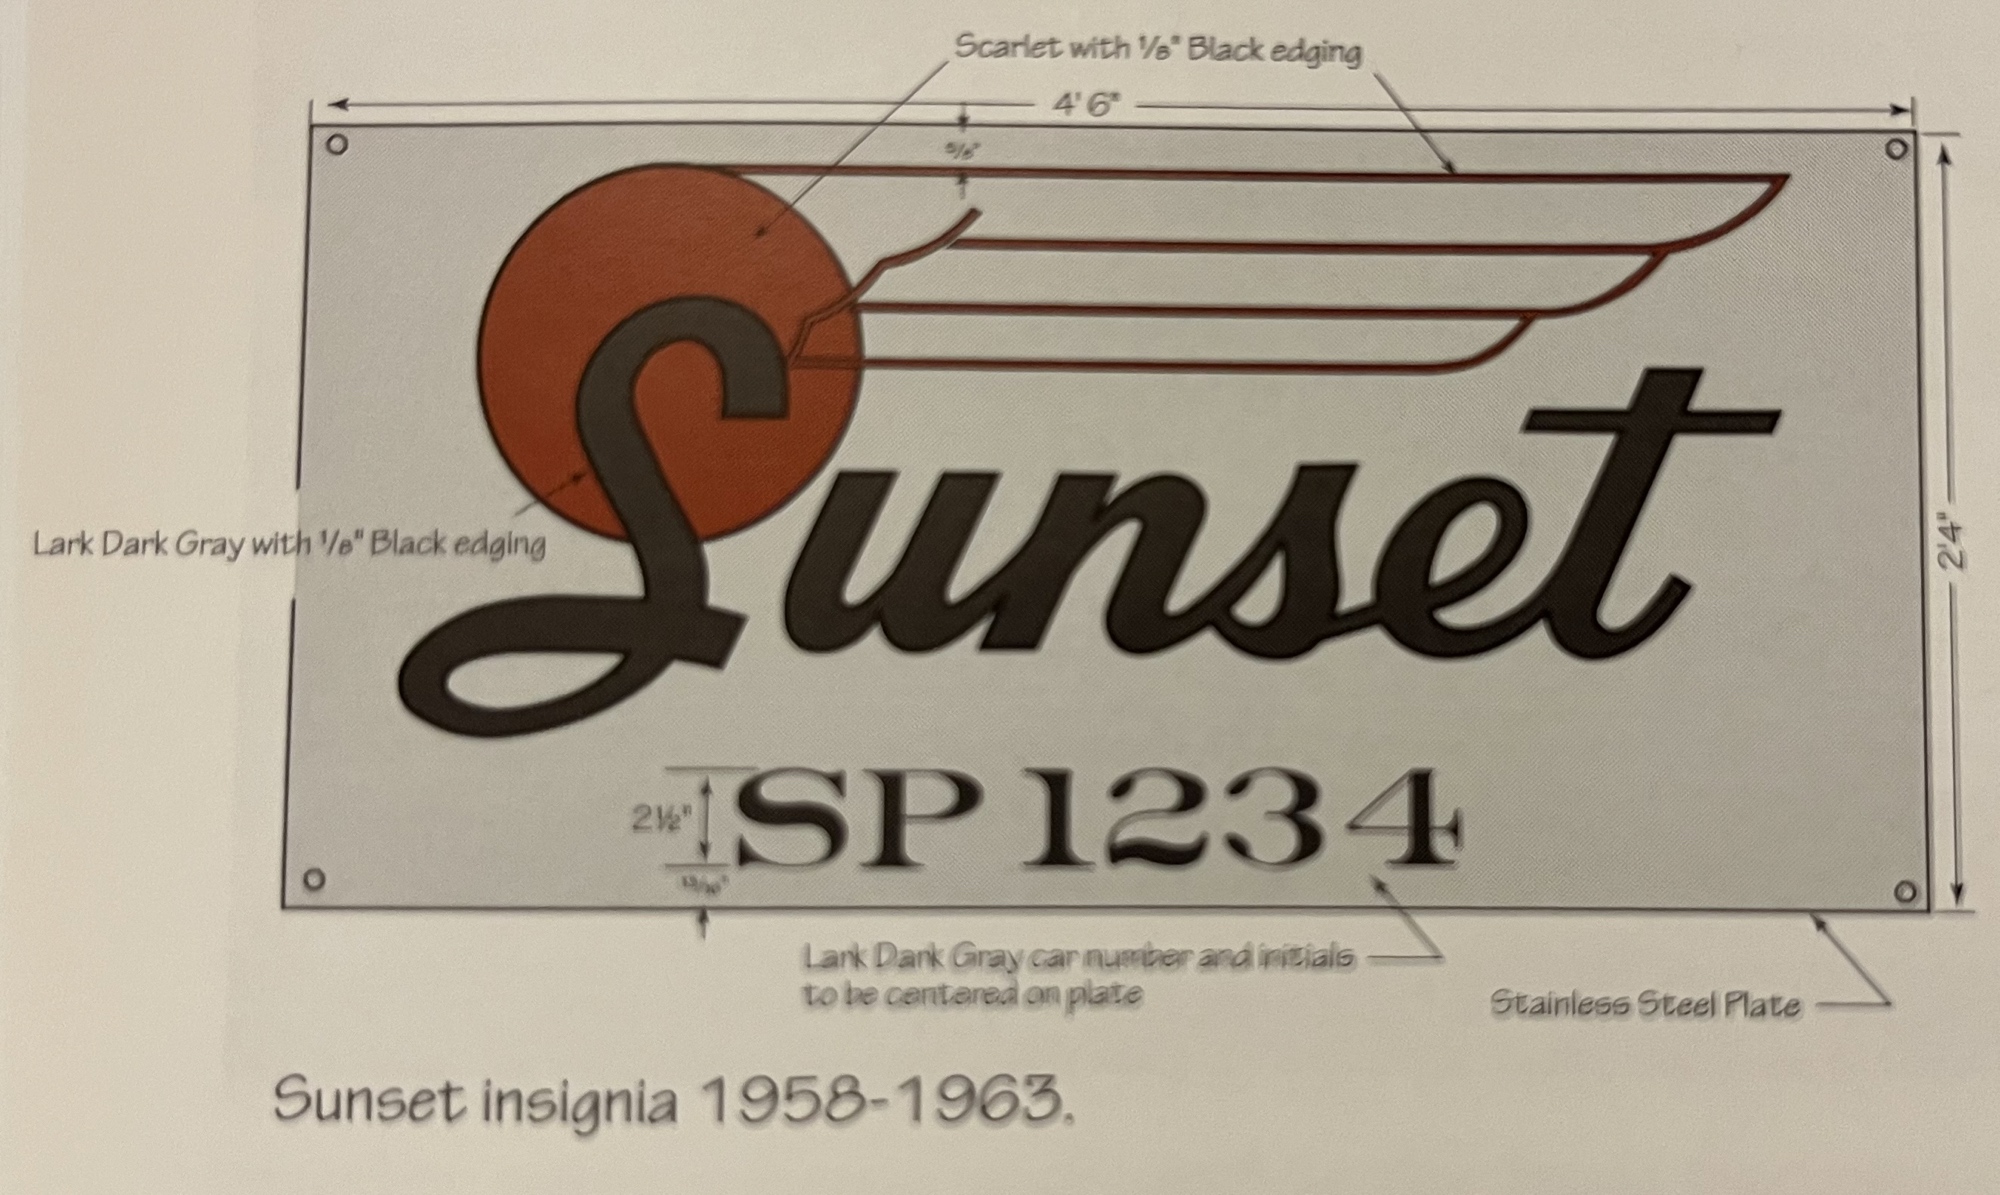 Scarlet with 1/8" Black edging
4' 6"
5/8"
Sunset
Lark Dark Gray with 1/8" Black edging
2'4"
SP 1234
2½"
13/16"
Lark Dark Gray car number and initials
to be centered on plate
Stainless Steel Plate
Sunset insignia 1958-1963.